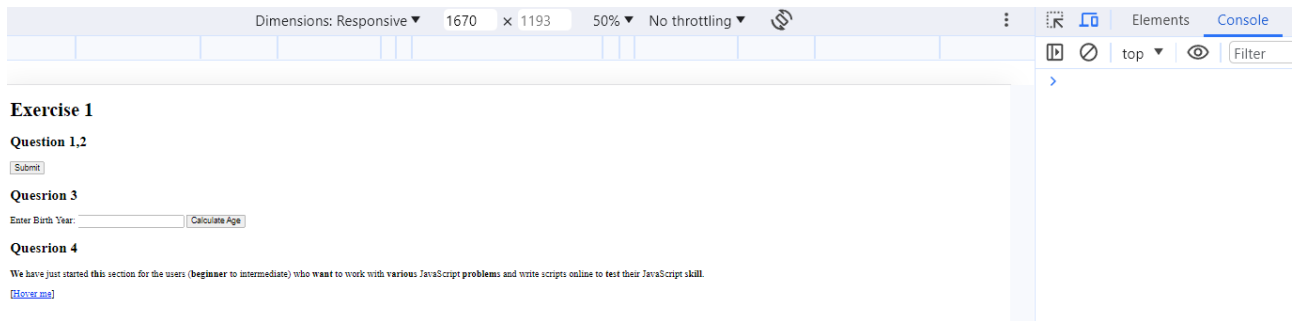 Dimensions: Responsive ▼ 1670 × 1193 50% ▼ No throttling ▼
Elements Console
top ▼ Filter
Exercise 1
Question 1,2
Submit
Quesrion 3
Enter Birth Year: Calculate Age
Quesrion 4
We have just started this section for the users (beginner to intermediate) who want to work with various JavaScript problems and write scripts online to test their JavaScript skill.
[Hover me]